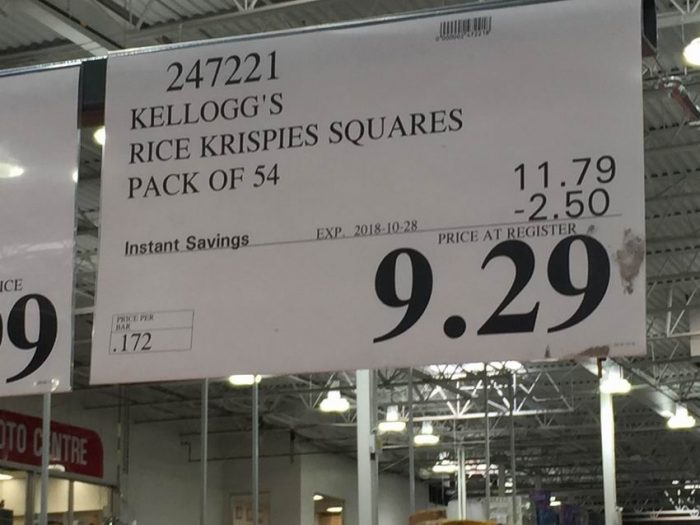 247221
KELLOGG'S
RICE KRISPIES SQUARES
PACK OF 54
11.79
-2.50
Instant Savings EXP. 2018-10-28 PRICE AT REGISTER
9.29
PRICE PER
BAR
.172
ICE
99
OTO CENTRE